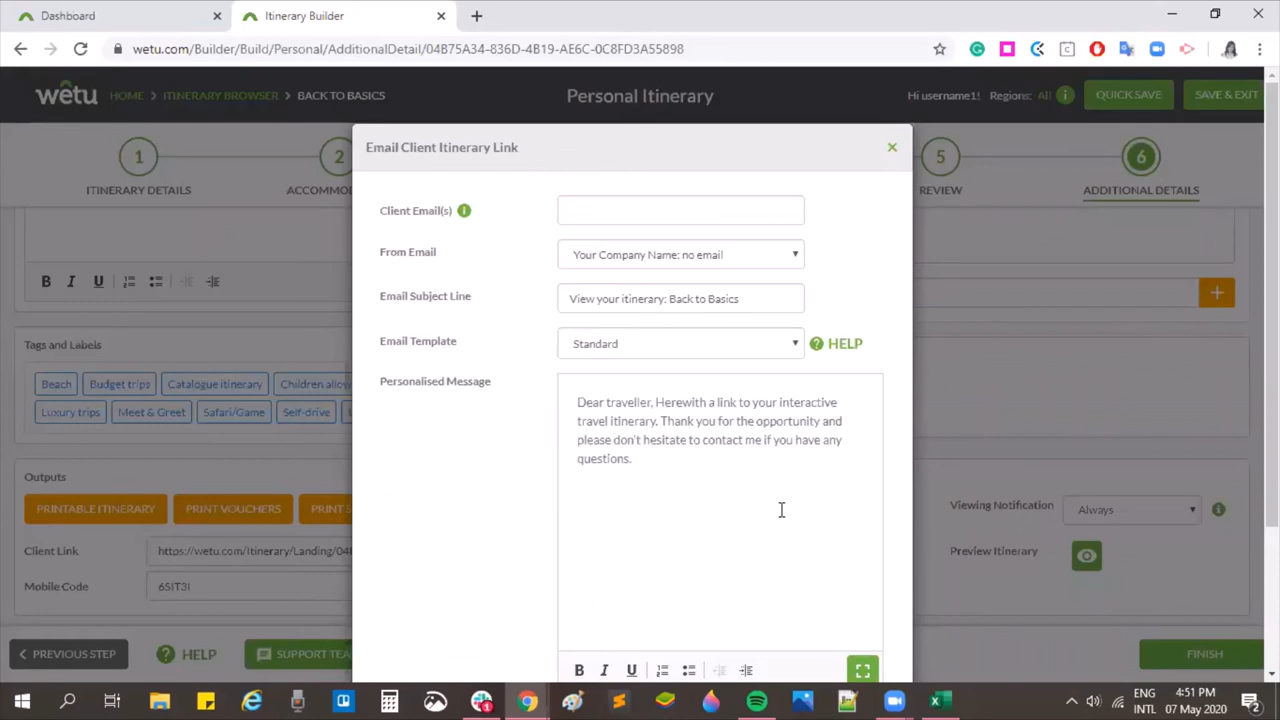 Dashboard
Itinerary Builder
wetu.com/Builder/Build/Personal/AdditionalDetail/04B75A34-836D-4B19-AE6C-0C8FD3A55898
wetu HOME > ITINERARY BROWSER > BACK TO BASICS
Personal Itinerary
Hi username1! Regions: All
QUICK SAVE
SAVE & EXIT
1
2
5
6
ITINERARY DETAILS
ACCOMMO
REVIEW
ADDITIONAL DETAILS
Email Client Itinerary Link
Client Email(s)
From Email
Your Company Name: no email
Email Subject Line
View your itinerary: Back to Basics
Email Template
Standard
HELP
Personalised Message
Dear traveller, Herewith a link to your interactive
travel itinerary. Thank you for the opportunity and
please don't hesitate to contact me if you have any
questions.
B I U
B I U
Tags and Labels
Beach
Budget trips
Catalogue itinerary
Children allow
Luxury trips
Meet & Greet
Safari/Game
Self-drive
Outputs
PRINTABLE ITINERARY
PRINT VOUCHERS
PRINT S
Client Link
https://wetu.com/Itinerary/Landing/04
Mobile Code
6SIT3I
Viewing Notification
Always
Preview Itinerary
PREVIOUS STEP
HELP
SUPPORT TEA
FINISH
ENG
INTL
4:51 PM
07 May 2020